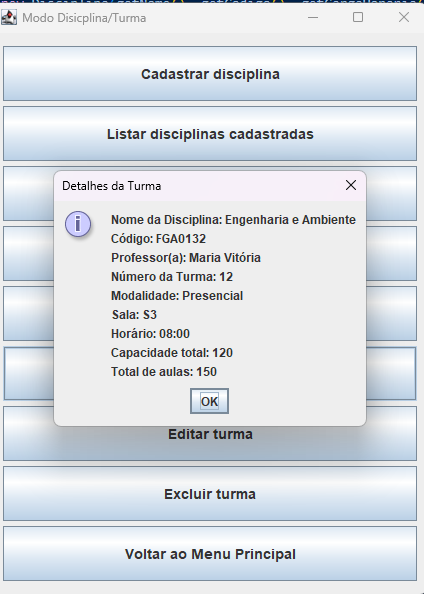 Modo Disicplina/Turma
Cadastrar disciplina
Listar disciplinas cadastradas
Detalhes da Turma
Nome da Disciplina: Engenharia e Ambiente
Código: FGA0132
Professor(a): Maria Vitória
Número da Turma: 12
Modalidade: Presencial
Sala: S3
Horário: 08:00
Capacidade total: 120
Total de aulas: 150
OK
Editar turma
Excluir turma
Voltar ao Menu Principal